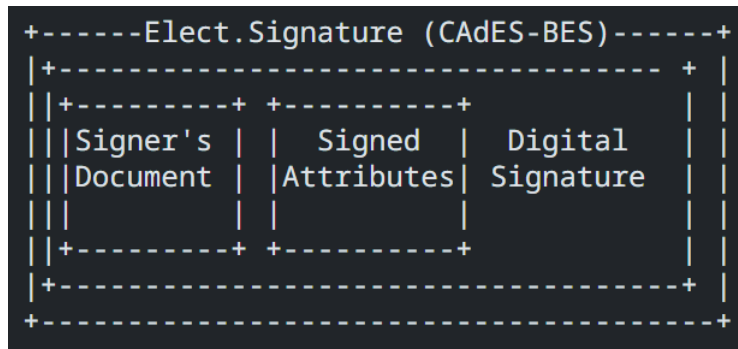 +------Elect.Signature (CAdES-BES)------+
|+----------------------------------- + |
||+---------+ +----------+            | |
|||Signer's | |  Signed  |  Digital   | |
|||Document | |Attributes| Signature  | |
|||         | |          |            | |
||+---------+ +----------+            | |
|+------------------------------------+ |
+---------------------------------------+